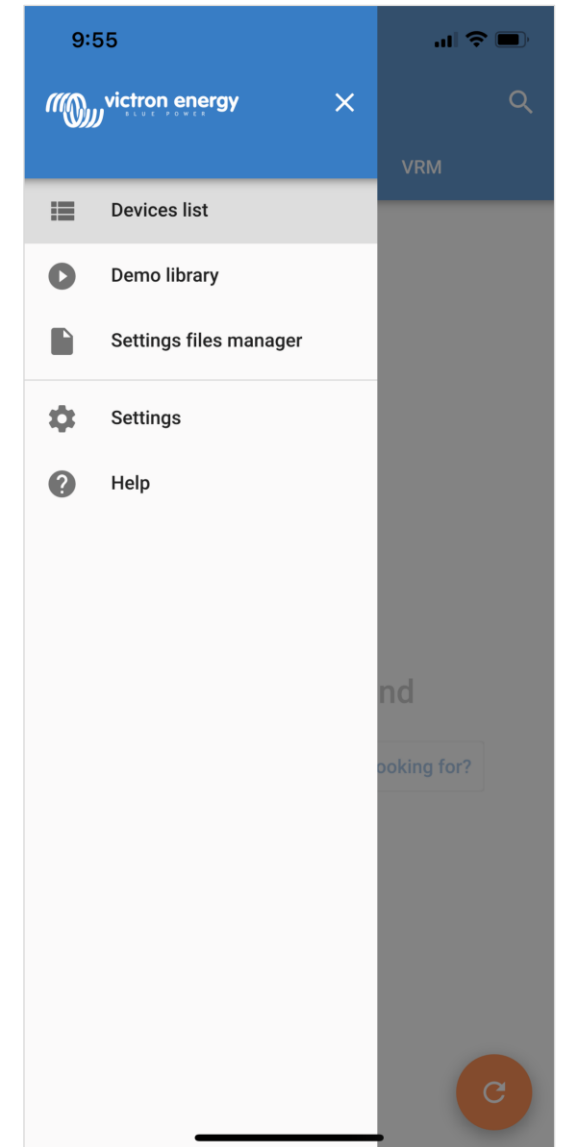 9:55
victron energy
BLUE POWER
VRM
Devices list
Demo library
Settings files manager
Settings
Help
nd
ooking for?